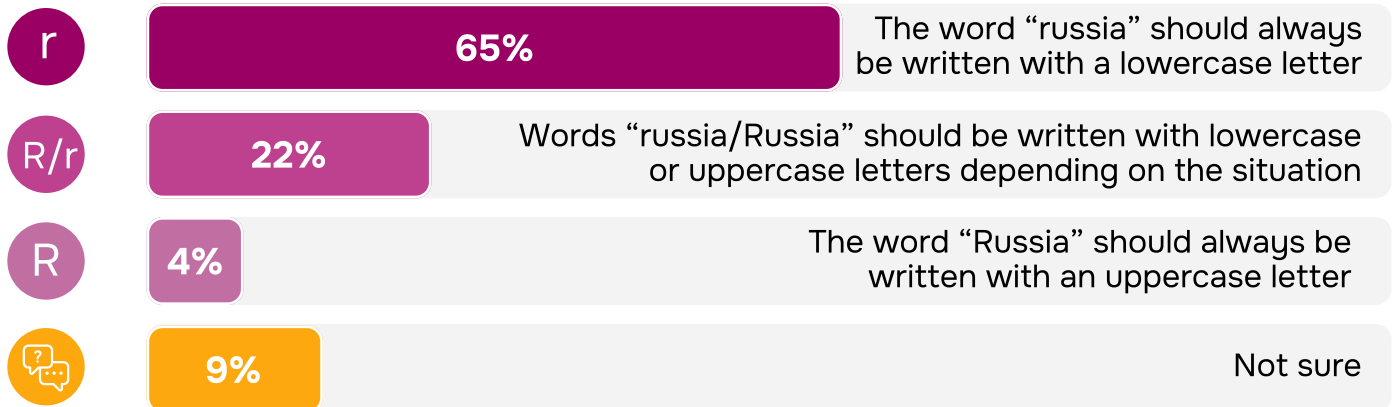 r
65%
The word “russia” should always
be written with a lowercase letter
R/r
22%
Words “russia/Russia” should be written with lowercase
or uppercase letters depending on the situation
R
4%
The word “Russia” should always be
written with an uppercase letter
?
9%
Not sure